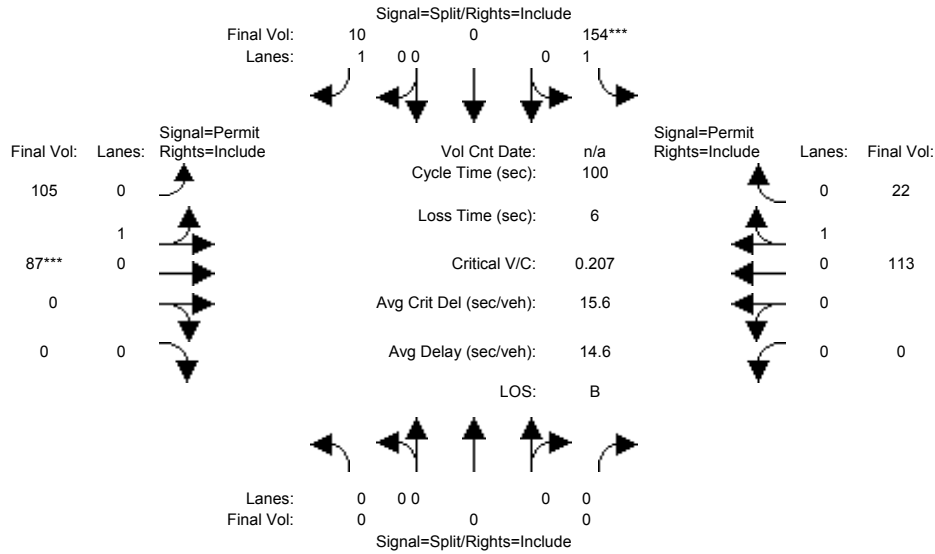 Signal=Split/Rights=Include
Final Vol: 10 0 154***
Lanes: 1 0 0 0 1
Signal=Permit
Final Vol: Lanes: Rights=Include
Vol Cnt Date: n/a
Signal=Permit
Rights=Include Lanes: Final Vol:
Cycle Time (sec): 100
105 0
0 22
Loss Time (sec): 6
1
1
87*** 0
Critical V/C: 0.207
0 113
0
Avg Crit Del (sec/veh): 15.6
0
0 0
Avg Delay (sec/veh): 14.6
0 0
LOS: B
Lanes: 0 0 0 0 0
Final Vol: 0 0 0
Signal=Split/Rights=Include